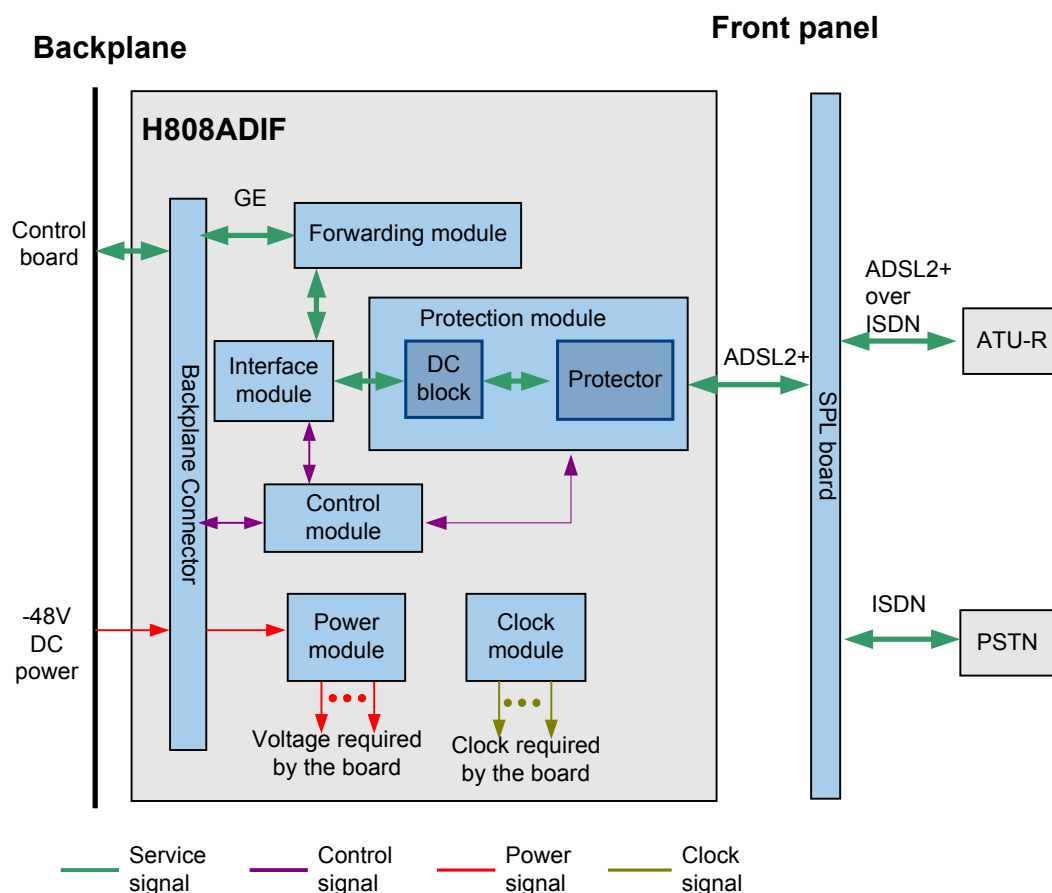 Backplane
Front panel
H808ADIF
GE
Control
board
Forwarding module
ADSL2+
over
ISDN
Protection module
Interface
module
DC
block
Protector
ADSL2+
ATU-R
Backplane Connector
SPL board
Control
module
-48V
DC
power
Power
module
Clock
module
ISDN
PSTN
Voltage required
by the board
Clock required
by the board
Service
signal
Control
signal
Power
signal
Clock
signal